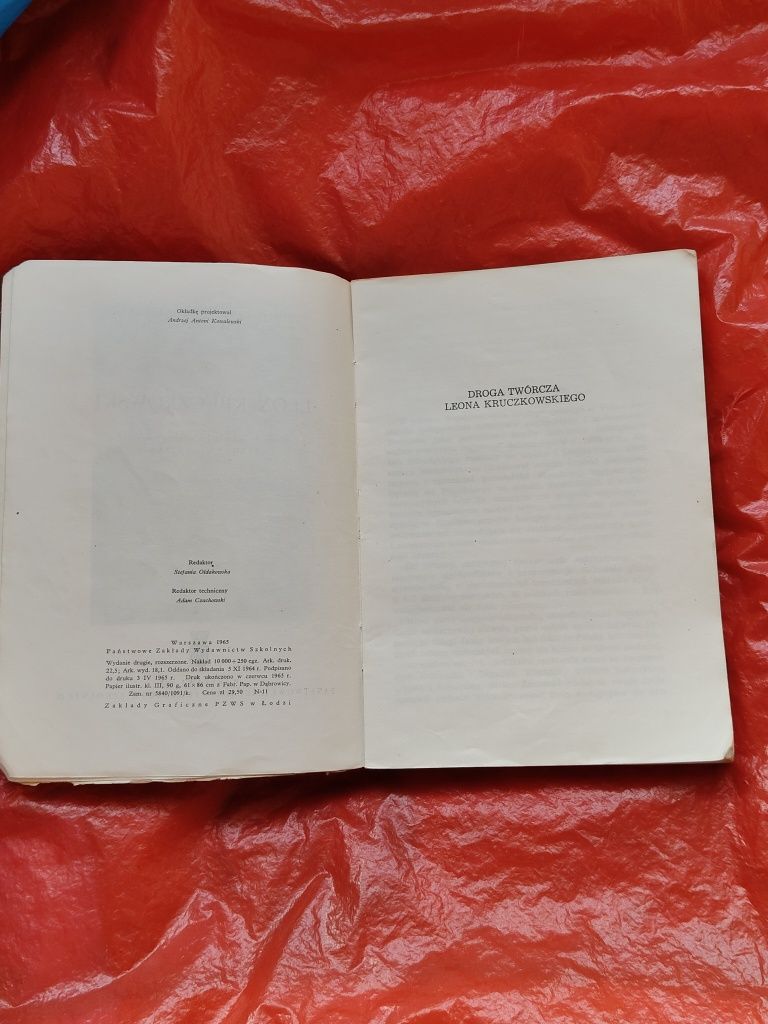 Okładkę projektował
Andrzej Antoni Kowalewski
Redaktor
Stefania Ołdakowska
Redaktor techniczny
Adam Czachowski
Warszawa 1965
Państwowe Zakłady Wydawnictw Szkolnych
Wydanie drugie, rozszerzone. Nakład 10 000 + 250 egz. Ark. druk.
22,5; Ark. wyd. 18,1. Oddano do składania 5 XI 1964 r. Podpisano
do druku 3 IV 1965 r. Druk ukończono w czerwcu 1965 r.
Papier ilustr. kl. III, 90 g, 61 × 86 cm z Fabr. Pap. w Dąbrowicy.
Zam. nr 5840/1091/k. Cena zł 29,50 N-11
Zakłady Graficzne PZWS w Łodzi
DROGA TWÓRCZA
LEONA KRUCZKOWSKIEGO